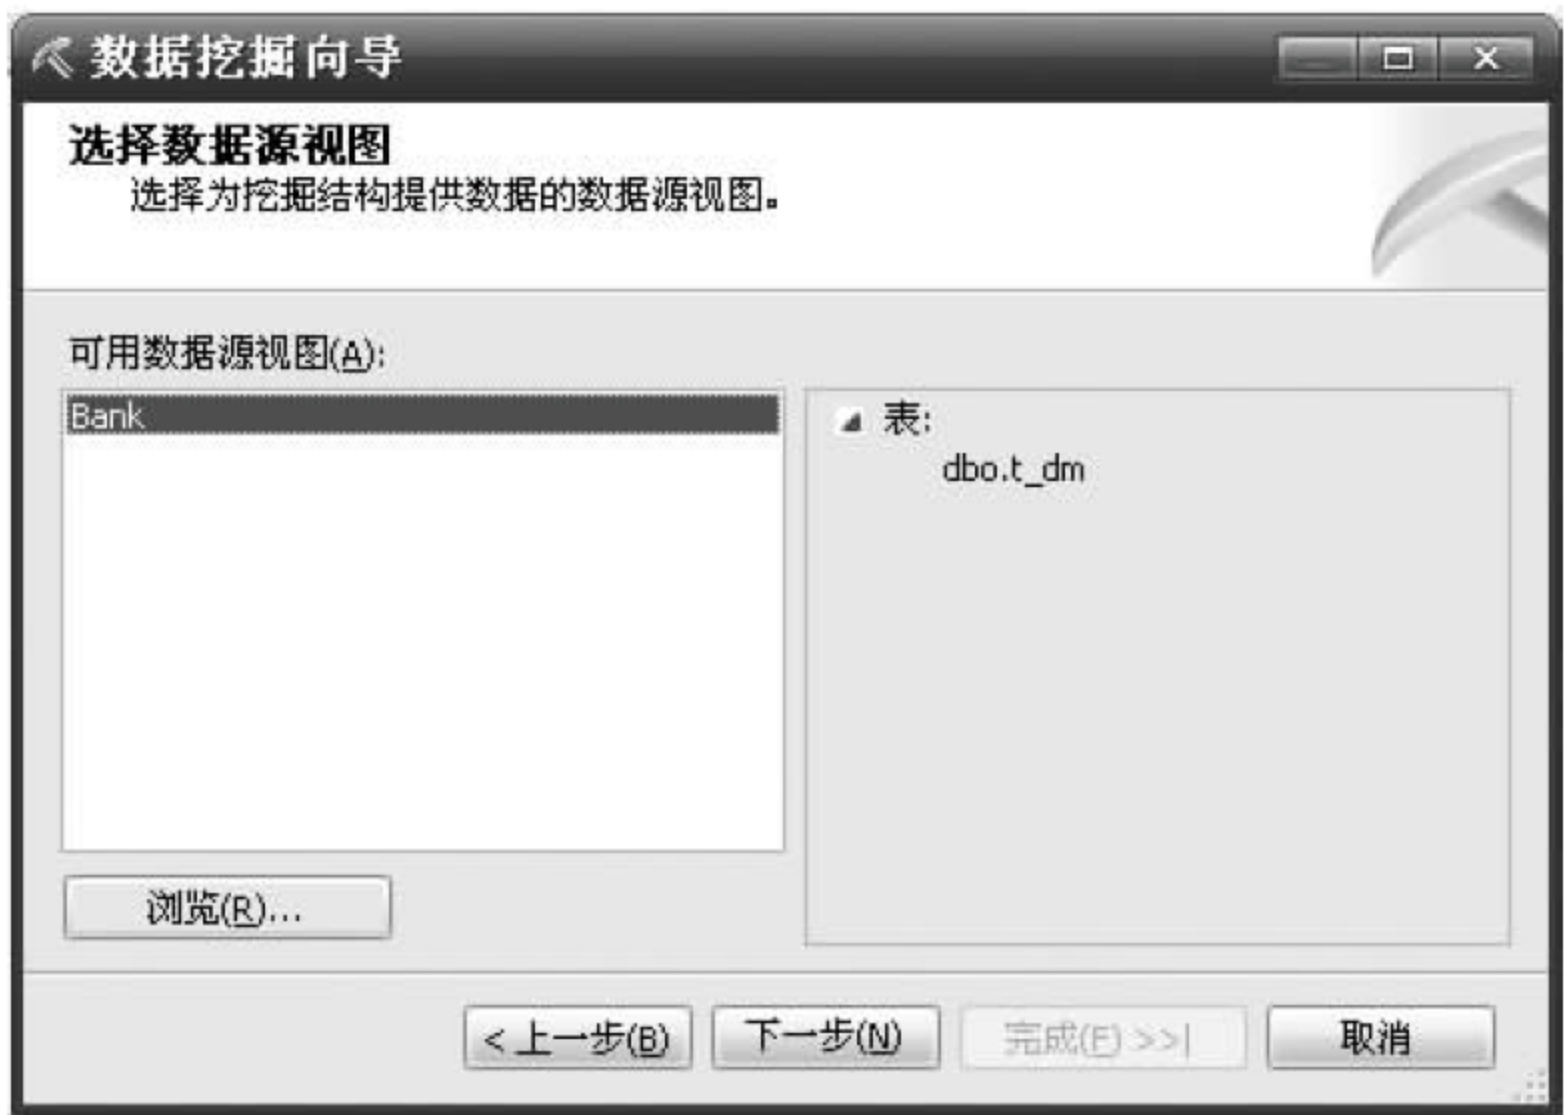 数据挖掘向导
选择数据源视图
选择为挖掘结构提供数据的数据源视图。
可用数据源视图(A):
Bank
表:
dbo.t_dm
浏览(R)...
<上一步(B)
下一步(N)
完成(F) >>|
取消